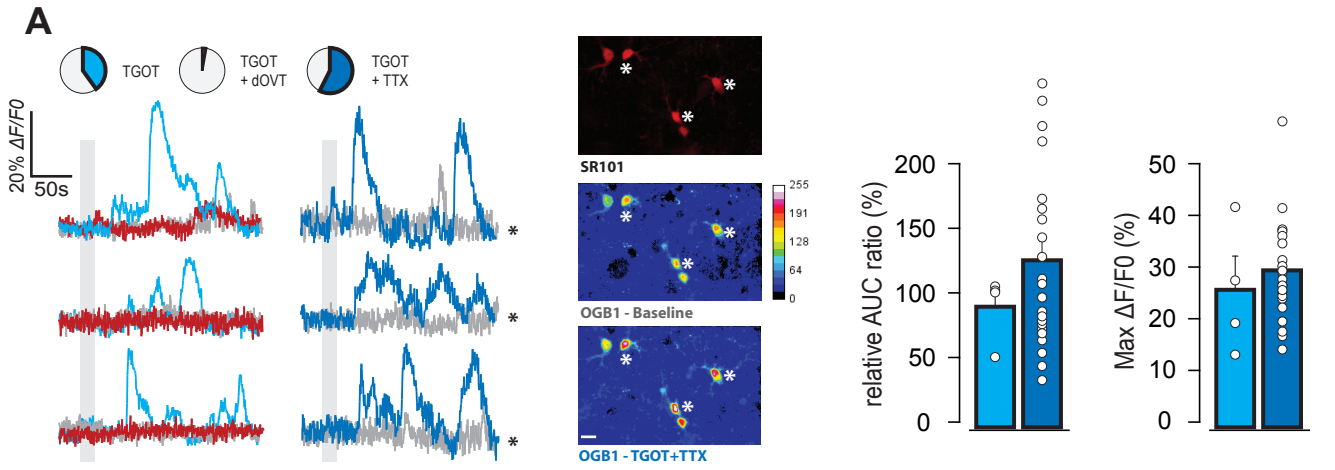 A
TGOT
TGOT
+ dOVT
TGOT
+ TTX
20% ΔF/F0
50s
*
*
*
*
*
*
SR101
*
*
*
OGB1 - Baseline
255
191
128
64
0
*
*
*
OGB1 - TGOT+TTX
relative AUC ratio (%)
200
150
100
50
0
Max ΔF/F0 (%)
50
40
30
20
10
0